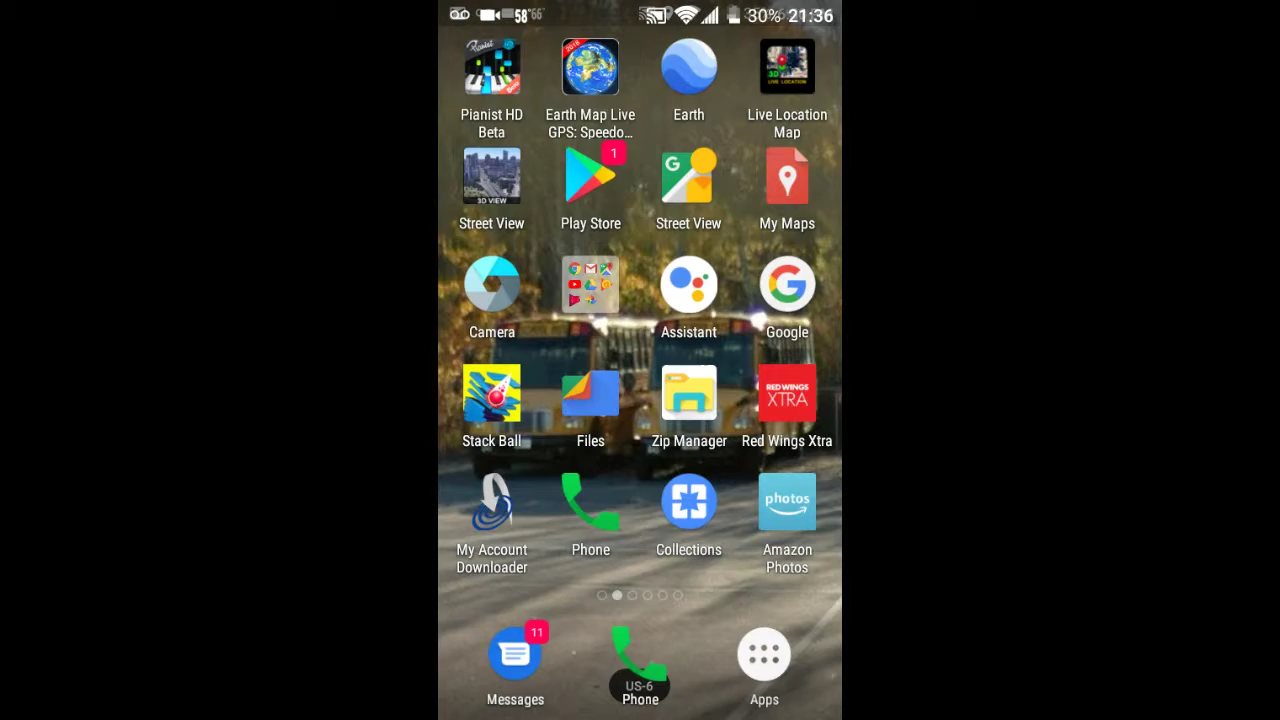 58°
30% 21:36
Pianist HD
Beta
Earth Map Live
GPS: Speedo...
Earth
Live Location
Map
1
3D VIEW
Street View
Play Store
G
Street View
My Maps
Camera
Assistant
Google
RED WINGS
XTRA
Stack Ball
Files
Zip Manager
Red Wings Xtra
photos
My Account
Downloader
Phone
Collections
Amazon
Photos
11
US-6
Messages
Phone
Apps